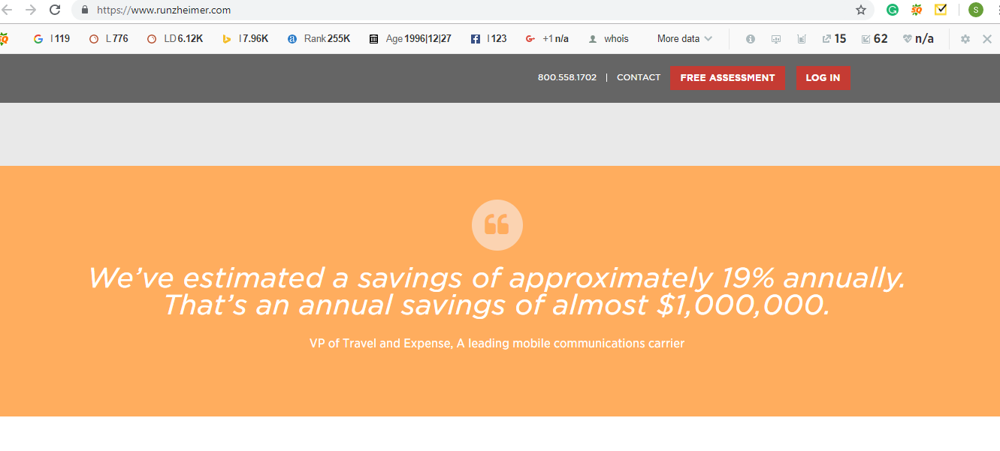 https://www.runzheimer.com
I 119 L 776 LD 6.12K I 7.96K Rank 255K Age 1996|12|27 I 123 +1 n/a whois More data 15 62 n/a
800.558.1702 | CONTACT FREE ASSESSMENT LOG IN
We’ve estimated a savings of approximately 19% annually.
That’s an annual savings of almost $1,000,000.
VP of Travel and Expense, A leading mobile communications carrier